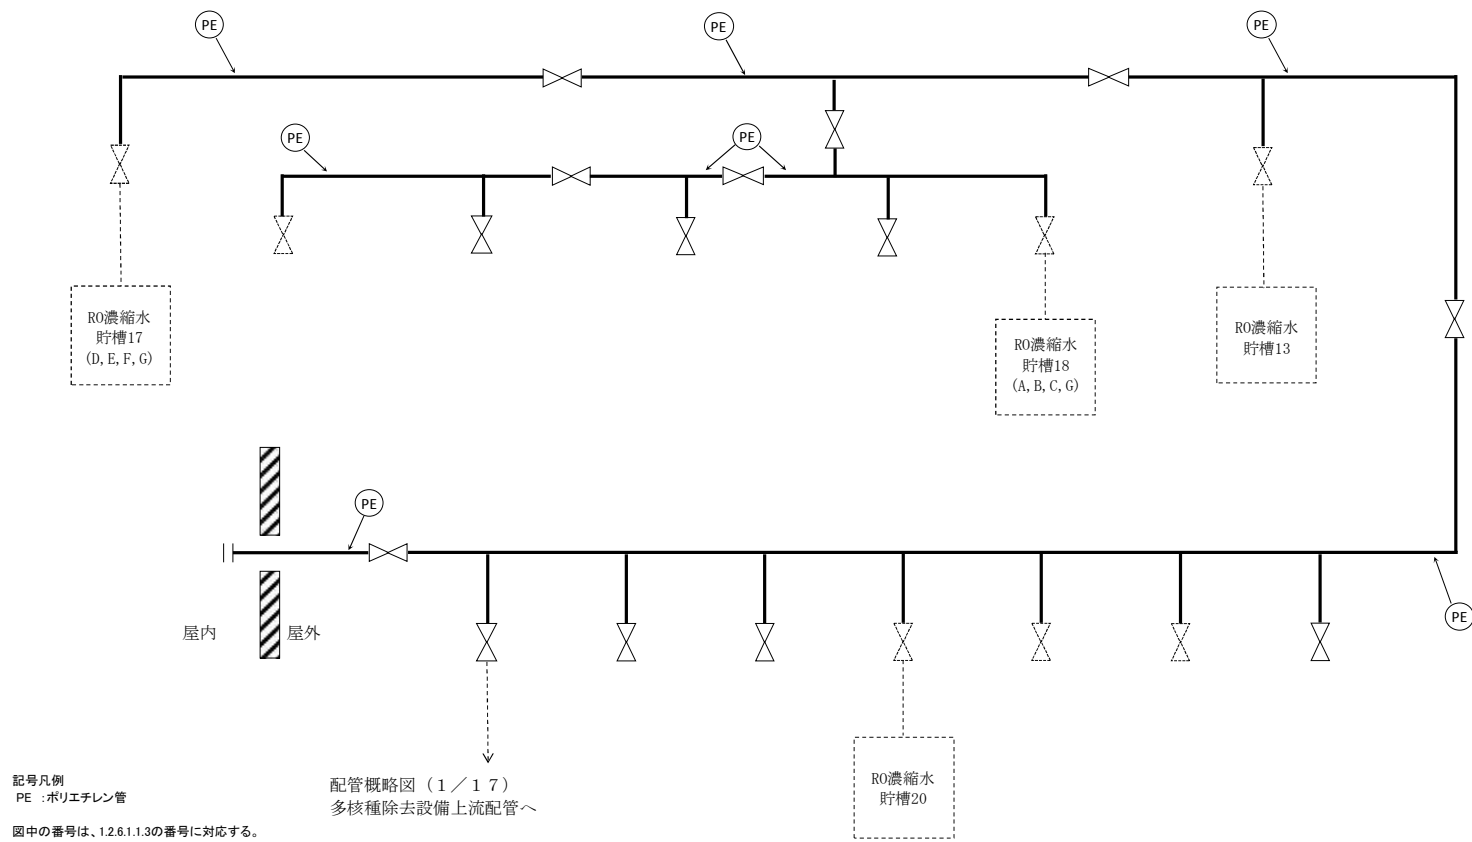 PE
PE
PE
PE
PE
RO濃縮水
貯槽17
(D,E,F,G)
RO濃縮水
貯槽18
(A,B,C,G)
RO濃縮水
貯槽13
PE
PE
屋内
屋外
配管概略図（１／１７）
多核種除去設備上流配管へ
RO濃縮水
貯槽20
記号凡例
PE ：ポリエチレン管
図中の番号は、1.2.6.1.1.3の番号に対応する。